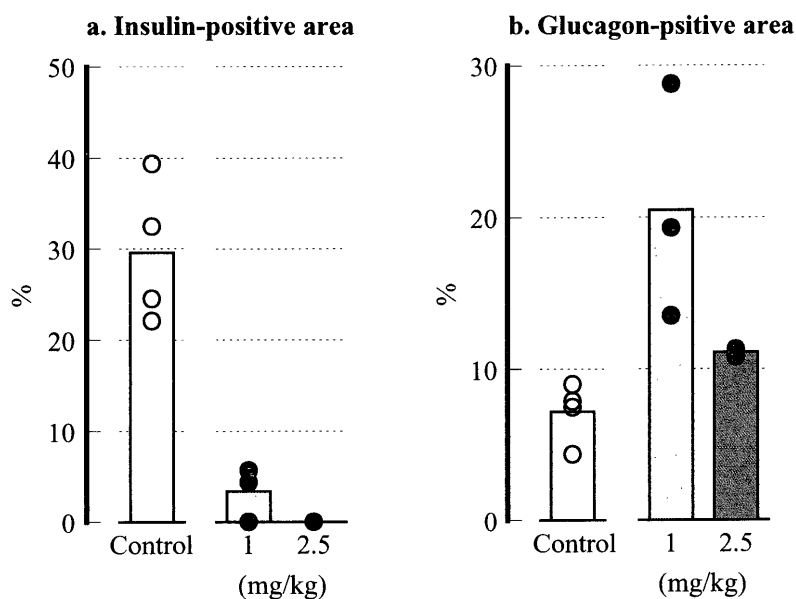 a. Insulin-positive area
50
40
30
20
10
0
%
Control 1 2.5
(mg/kg)
b. Glucagon-psitive area
30
20
10
0
%
Control 1 2.5
(mg/kg)